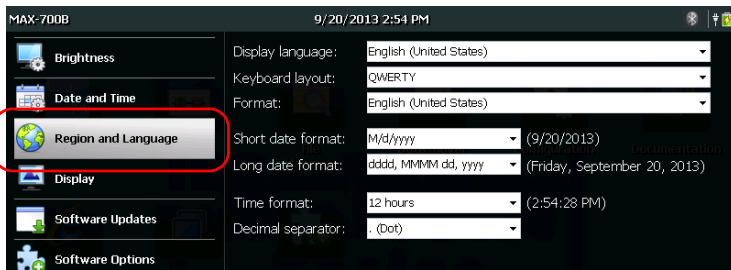 MAX-700B 9/20/2013 2:54 PM
Brightness
Date and Time
Region and Language
Display
Software Updates
Software Options
Display language: English (United States)
Keyboard layout: QWERTY
Format: English (United States)
Short date format: M/d/yyyy (9/20/2013)
Long date format: dddd, MMMM dd, yyyy (Friday, September 20, 2013)
Time format: 12 hours (2:54:28 PM)
Decimal separator: . (Dot)